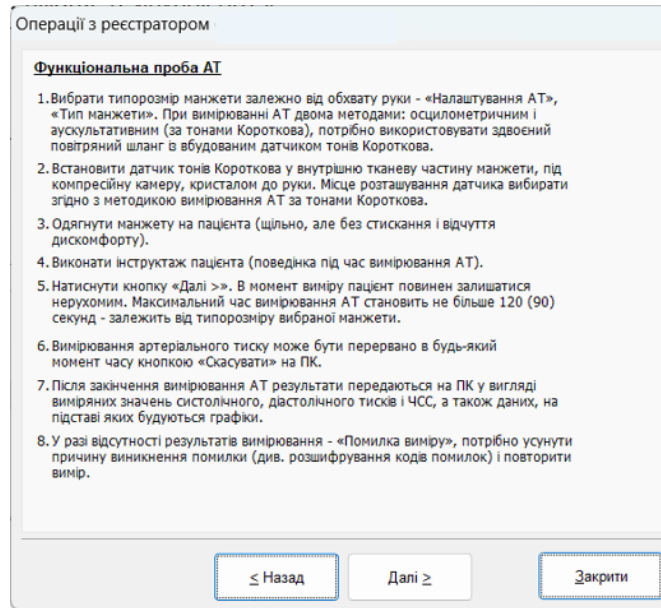 Операції з реєстратором
Функціональна проба АТ
1. Вибрати типорозмір манжети залежно від обхвату руки - «Налаштування АТ»,
«Тип манжети». При вимірюванні АТ двома методами: осцилометричним і
аускультативним (за тонами Короткова), потрібно використовувати здвоєний
повітряний шланг із вбудованим датчиком тонів Короткова.
2. Встановити датчик тонів Короткова у внутрішню тканеву частину манжети, під
компресійну камеру, кристалом до руки. Місце розташування датчика вибирати
згідно з методикою вимірювання АТ за тонами Короткова.
3. Одягнути манжету на пацієнта (щільно, але без стискання і відчуття
дискомфорту).
4. Виконати інструктаж пацієнта (поведінка під час вимірювання АТ).
5. Натиснути кнопку «Далі >». В момент виміру пацієнт повинен залишатися
нерухомим. Максимальний час вимірювання АТ становить не більше 120 (90)
секунд - залежить від типорозміру вибраної манжети.
6. Вимірювання артеріального тиску може бути перервано в будь-який
момент часу кнопкою «Скасувати» на ПК.
7. Після закінчення вимірювання АТ результати передаються на ПК у вигляді
виміряних значень систолічного, діастолічного тисків і ЧСС, а також даних, на
підставі яких будуються графіки.
8. У разі відсутності результатів вимірювання - «Помилка виміру», потрібно усунути
причину виникнення помилки (див. розшифрування кодів помилок) і повторити
вимір.
< Назад
Далі >
Закрити